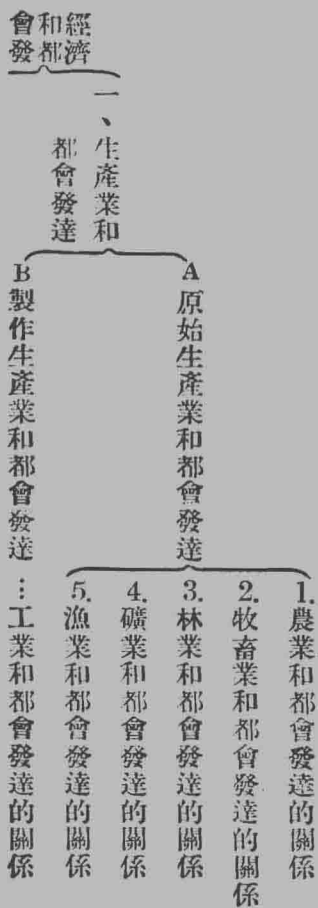 經濟
和都
會發
一、生產業和
都會發達
A原始生產業和都會發達
1.農業和都會發達的關係
2.牧畜業和都會發達的關係
3.林業和都會發達的關係
4.礦業和都會發達的關係
5.漁業和都會發達的關係
B製作生產業和都會發達…工業和都會發達的關係